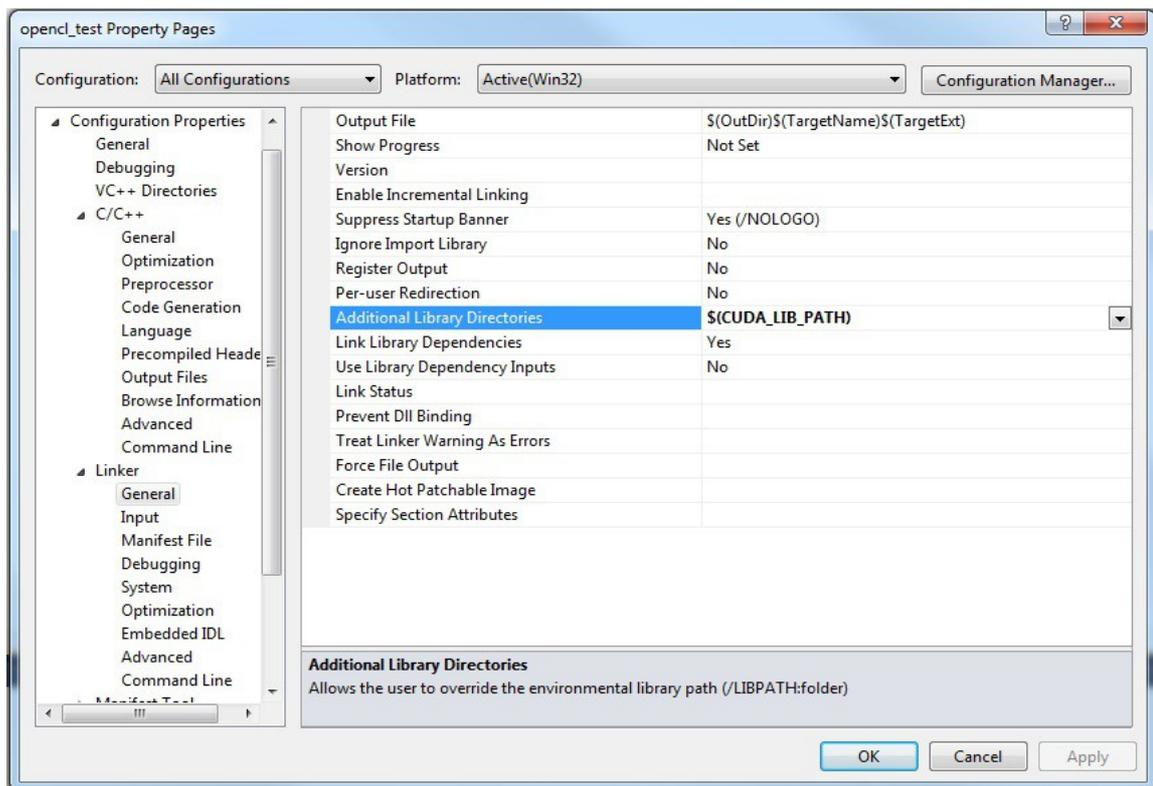 opencl_test Property Pages
Configuration: All Configurations Platform: Active(Win32) Configuration Manager...
Configuration Properties
General
Debugging
VC++ Directories
C/C++
General
Optimization
Preprocessor
Code Generation
Language
Precompiled Heade
Output Files
Browse Information
Advanced
Command Line
Linker
General
Input
Manifest File
Debugging
System
Optimization
Embedded IDL
Advanced
Command Line
Manifest Tool
Output File $(OutDir)$(TargetName)$(TargetExt)
Show Progress Not Set
Version
Enable Incremental Linking
Suppress Startup Banner Yes (/NOLOGO)
Ignore Import Library No
Register Output No
Per-user Redirection No
Additional Library Directories $(CUDA_LIB_PATH)
Link Library Dependencies Yes
Use Library Dependency Inputs No
Link Status
Prevent Dll Binding
Treat Linker Warning As Errors
Force File Output
Create Hot Patchable Image
Specify Section Attributes
Additional Library Directories
Allows the user to override the environmental library path (/LIBPATH:folder)
OK Cancel Apply